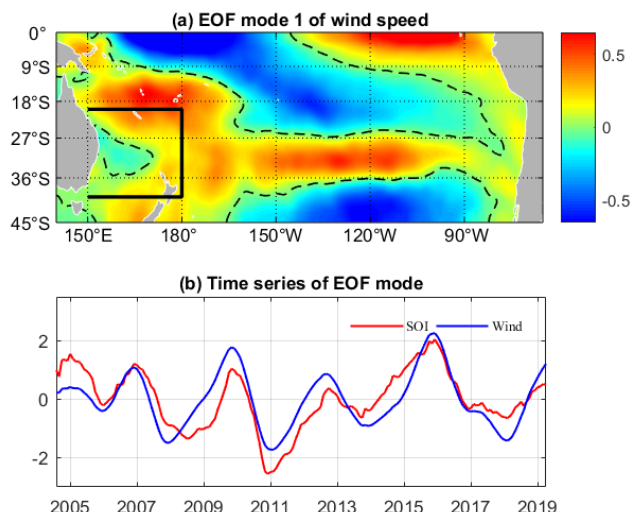 (a) EOF mode 1 of wind speed
0°
9°S
18°S
27°S
36°S
45°S
150°E 180° 150°W 120°W 90°W
0.5
0
-0.5
(b) Time series of EOF mode
SOI Wind
2
0
-2
2005 2007 2009 2011 2013 2015 2017 2019